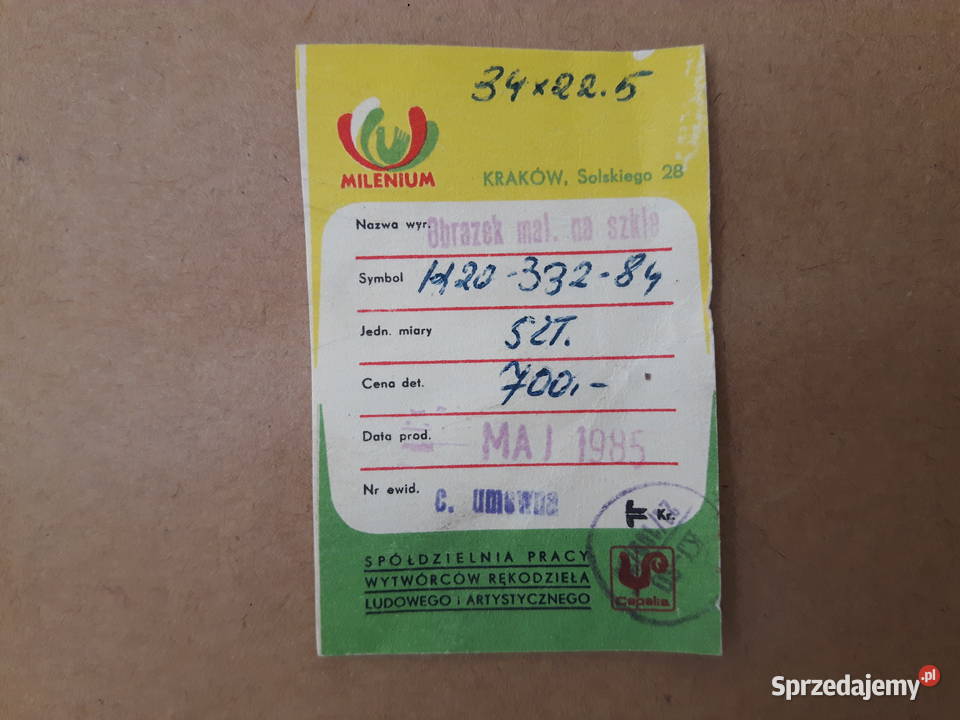 34x22.5
MILENIUM
KRAKÓW, Solskiego 28
Nazwa wyr. Obrazek mal. na szkle
Symbol H20-332-84
Jedn. miary SZT.
Cena det. 700.-
Data prod. MAJ 1985
Nr ewid. c. umowna
Kr.
SPÓŁDZIELNIA PRACY
WYTWÓRCÓW RĘKODZIEŁA
LUDOWEGO i ARTYSTYCZNEGO
Cepelia
Sprzedajemy.pl